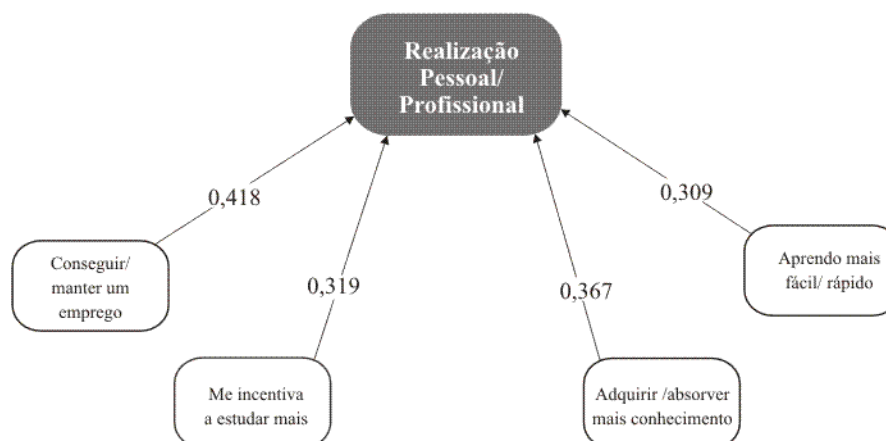 Realização
Pessoal/
Profissional
0,418
0,309
Conseguir/
manter um
emprego
Aprendo mais
fácil/ rápido
0,319
0,367
Me incentiva
a estudar mais
Adquirir /absorver
mais conhecimento